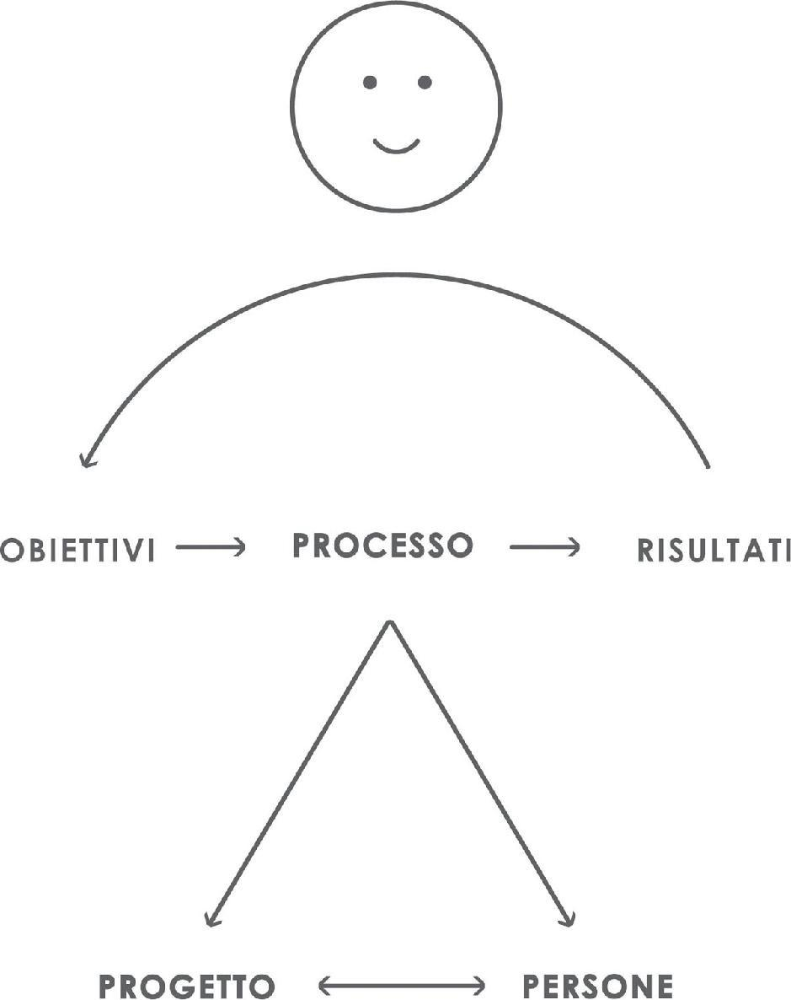 OBIETTIVI → PROCESSO → RISULTATI
PROGETTO ↔ PERSONE